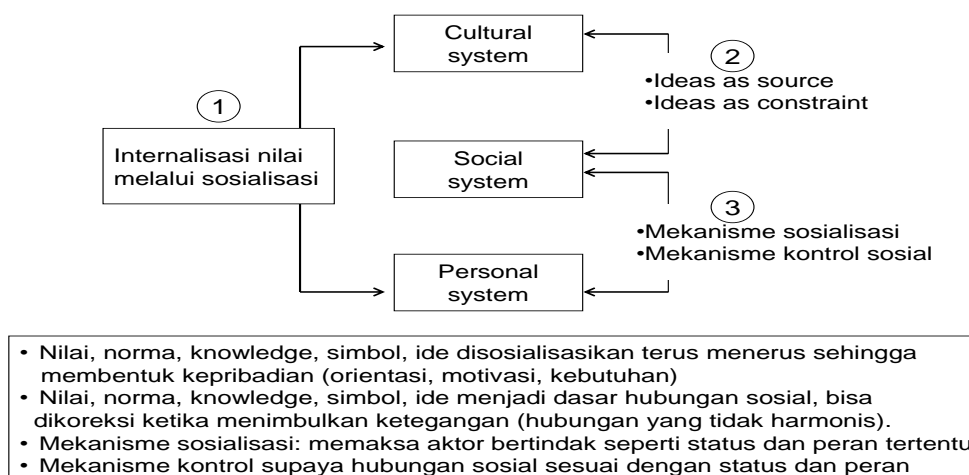 Cultural
system
2
•Ideas as source
•Ideas as constraint
1
Internalisasi nilai
melalui sosialisasi
Social
system
3
•Mekanisme sosialisasi
•Mekanisme kontrol sosial
Personal
system
• Nilai, norma, knowledge, simbol, ide disosialisasikan terus menerus sehingga
membentuk kepribadian (orientasi, motivasi, kebutuhan)
• Nilai, norma, knowledge, simbol, ide menjadi dasar hubungan sosial, bisa
dikoreksi ketika menimbulkan ketegangan (hubungan yang tidak harmonis).
• Mekanisme sosialisasi: memaksa aktor bertindak seperti status dan peran tertentu
• Mekanisme kontrol supaya hubungan sosial sesuai dengan status dan peran